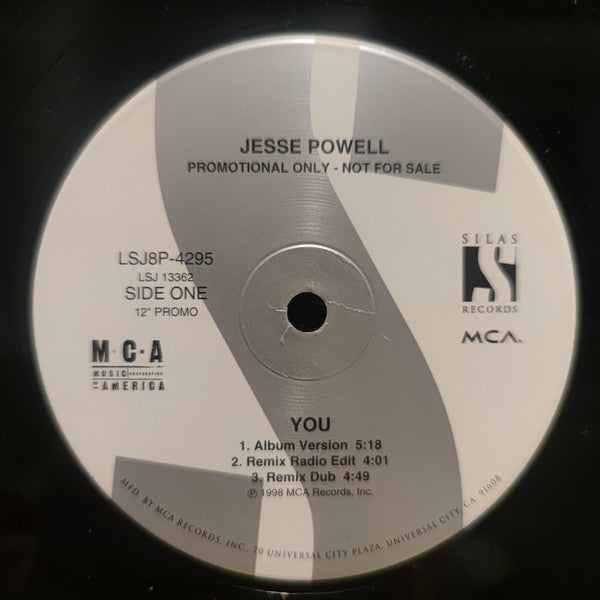 JESSE POWELL
PROMOTIONAL ONLY - NOT FOR SALE
LSJ8P-4295
LSJ 13362
SIDE ONE
12" PROMO
SILAS
S
RECORDS
MCA
M·C·A
MUSIC CORPORATION
OF AMERICA
YOU
1. Album Version 5:18
2. Remix Radio Edit 4:01
3. Remix Dub 4:49
℗ 1998 MCA Records, Inc.
MFD. BY MCA RECORDS, INC., 70 UNIVERSAL CITY PLAZA, UNIVERSAL CITY, CA 91608